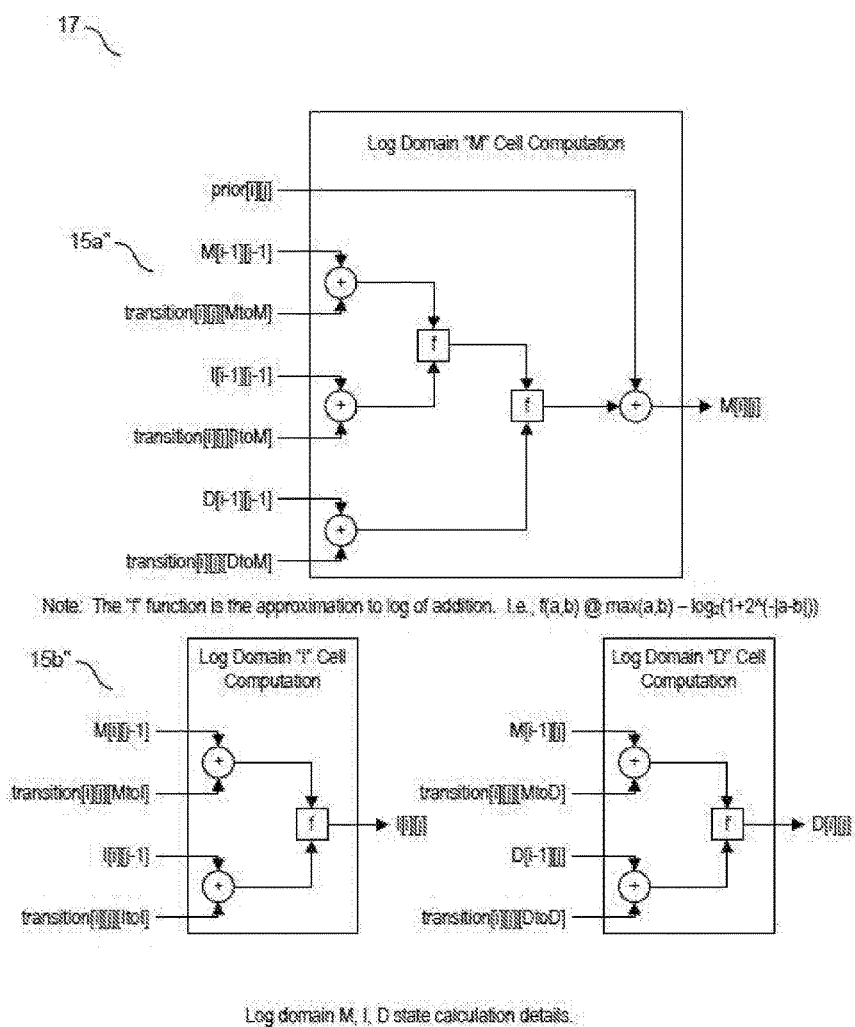 17
Log Domain "M" Cell Computation
prior[i][j]
15a"
M[i-1][j-1]
+
transition[i][j][MtoM]
f
I[i-1][j-1]
+
transition[i][j][ItoM]
f
+
M[i][j]
D[i-1][j-1]
+
transition[i][j][DtoM]
Note: The "f" function is the approximation to log of addition. I.e., f(a,b) @ max(a,b) – log₂(1+2^(-|a-b|))
15b"
Log Domain "I" Cell
Computation
M[i][j-1]
+
transition[i][j][MtoI]
f
I[i][j]
I[i][j-1]
+
transition[i][j][ItoI]
Log Domain "D" Cell
Computation
M[i-1][j]
+
transition[i][j][MtoD]
f
D[i][j]
D[i-1][j]
+
transition[i][j][DtoD]
Log domain M, I, D state calculation details.